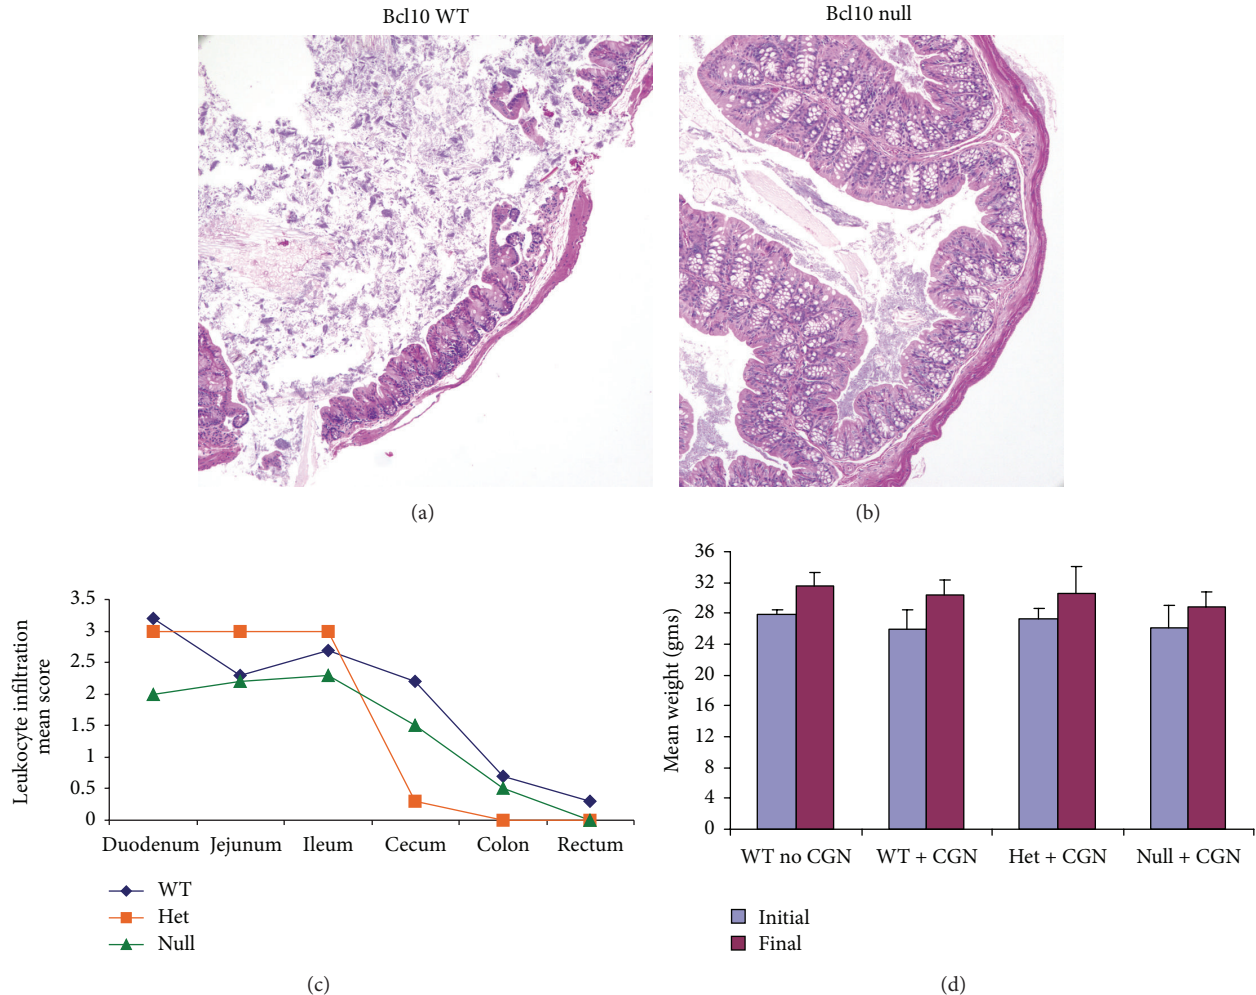 Bcl10 WT
Bcl10 null
(a)
(b)
Leukocyte infiltration
mean score
3.5
3
2.5
2
1.5
1
0.5
0
Duodenum Jejunum Ileum Cecum Colon Rectum
WT
Het
Null
(c)
Mean weight (gms)
36
32
28
24
20
16
12
8
4
0
WT no CGN WT + CGN Het + CGN Null + CGN
Initial
Final
(d)